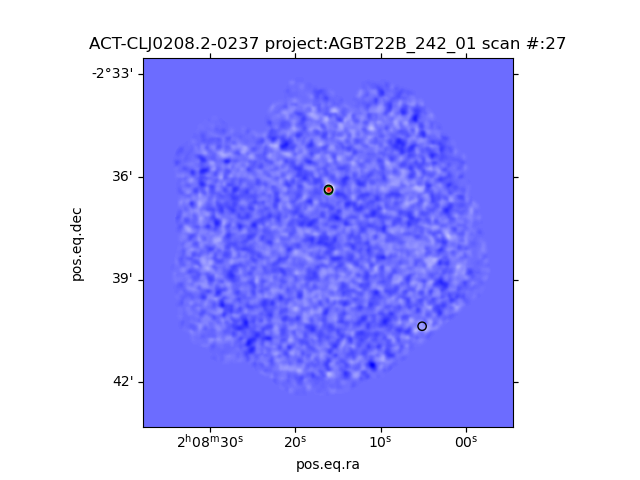 ACT-CLJ0208.2-0237 project:AGBT22B_242_01 scan #:27
-2°33'
36'
39'
42'
pos.eq.dec
2h08m30s 20s 10s 00s
pos.eq.ra